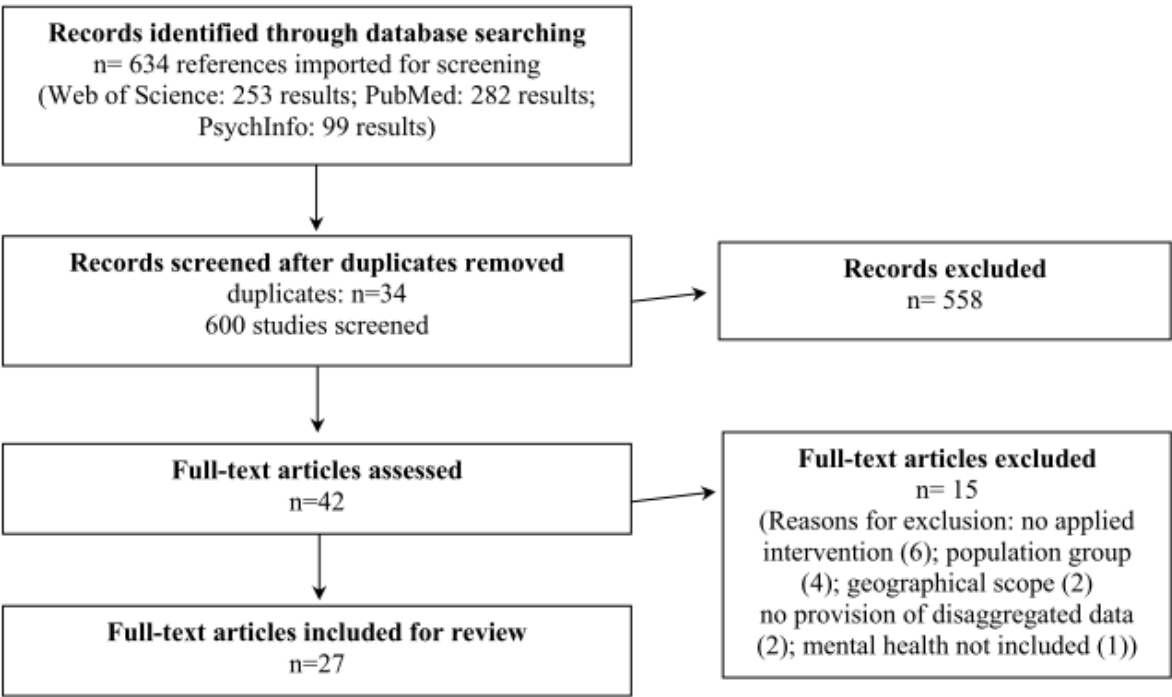 Records identified through database searching
n= 634 references imported for screening
(Web of Science: 253 results; PubMed: 282 results;
PsychInfo: 99 results)
Records screened after duplicates removed
duplicates: n=34
600 studies screened
Records excluded
n= 558
Full-text articles assessed
n=42
Full-text articles excluded
n= 15
(Reasons for exclusion: no applied
intervention (6); population group
(4); geographical scope (2)
no provision of disaggregated data
(2); mental health not included (1))
Full-text articles included for review
n=27